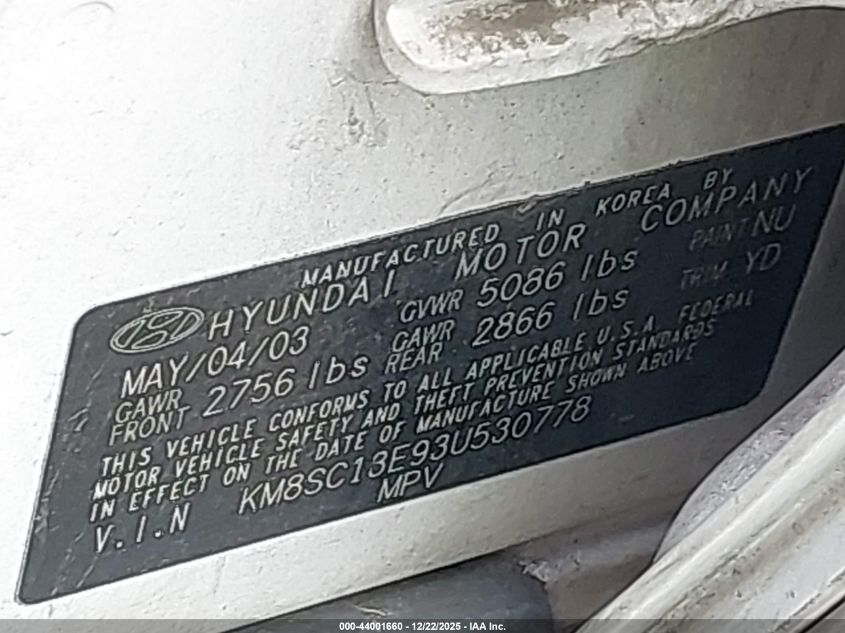 MANUFACTURED IN KOREA BY
HYUNDAI MOTOR COMPANY
MAY/04/03 GVWR 5086 lbs PAINT NU
GAWR FRONT 2756 lbs GAWR REAR 2866 lbs TRIM YD
THIS VEHICLE CONFORMS TO ALL APPLICABLE U.S.A FEDERAL
MOTOR VEHICLE SAFETY AND THEFT PREVENTION STANDARDS
IN EFFECT ON THE DATE OF MANUFACTURE SHOWN ABOVE
V.I.N KM8SC13E93U530778
MPV
000-44001660 - 12/22/2025 - IAA Inc.